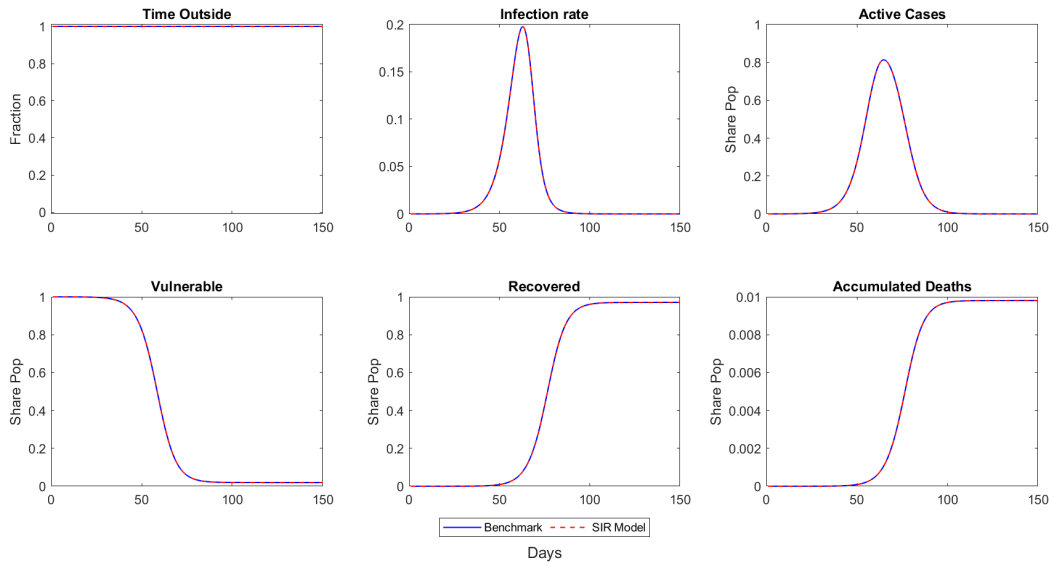 Time Outside
Infection rate
Active Cases
1
0.8
0.6
0.4
0.2
0
Fraction
0 50 100 150
0.2
0.15
0.1
0.05
0
0 50 100 150
1
0.8
0.6
0.4
0.2
0
Share Pop
0 50 100 150
Vulnerable
Recovered
Accumulated Deaths
1
0.8
0.6
0.4
0.2
0
Share Pop
0 50 100 150
1
0.8
0.6
0.4
0.2
0
Share Pop
0 50 100 150
0.01
0.008
0.006
0.004
0.002
0
Share Pop
0 50 100 150
Benchmark SIR Model
Days